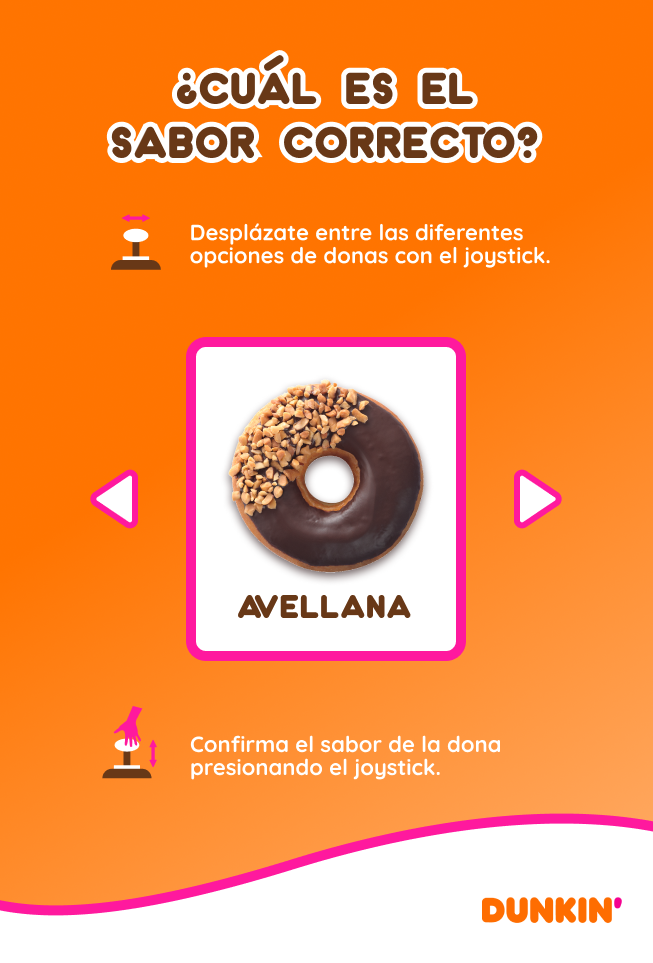 ¿CUÁL ES EL
SABOR CORRECTO?
Desplázate entre las diferentes
opciones de donas con el joystick.
AVELLANA
Confirma el sabor de la dona
presionando el joystick.
DUNKIN'